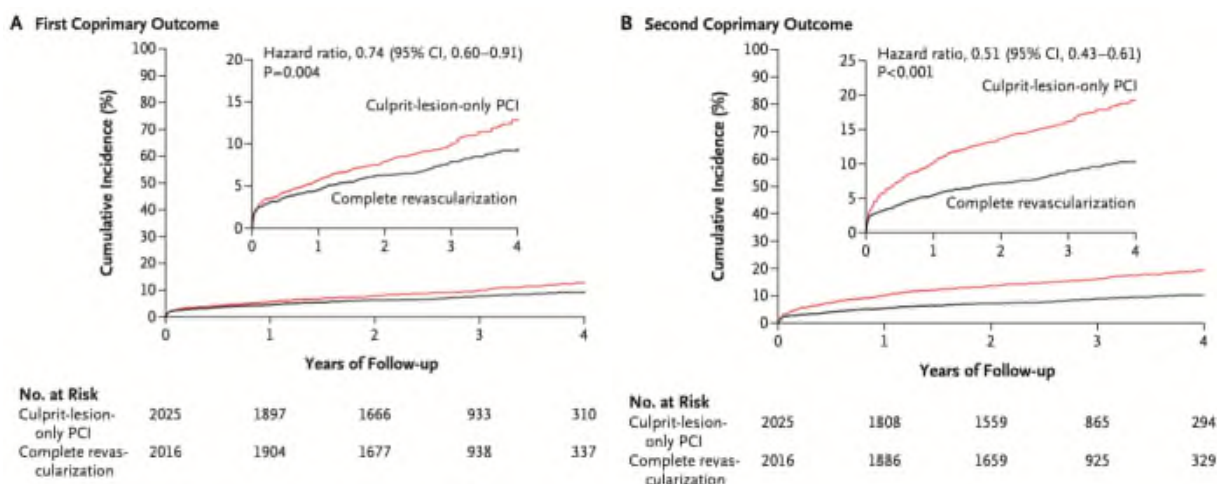 A First Coprimary Outcome
Cumulative Incidence (%)
100
90
80
70
60
50
40
30
20
10
0
0 1 2 3 4
20
15
10
5
0
0 1 2 3 4
Hazard ratio, 0.74 (95% CI, 0.60–0.91)
P=0.004
Culprit-lesion-only PCI
Complete revascularization
Years of Follow-up
No. at Risk
Culprit-lesion-
only PCI
2025 1897 1666 933 310
Complete revas-
cularization
2016 1904 1677 938 337
B Second Coprimary Outcome
Cumulative Incidence (%)
100
90
80
70
60
50
40
30
20
10
0
0 1 2 3 4
25
20
15
10
5
0
0 1 2 3 4
Hazard ratio, 0.51 (95% CI, 0.43–0.61)
P<0.001
Culprit-lesion-only PCI
Complete revascularization
Years of Follow-up
No. at Risk
Culprit-lesion-
only PCI
2025 1808 1559 865 294
Complete revas-
cularization
2016 1886 1659 925 329